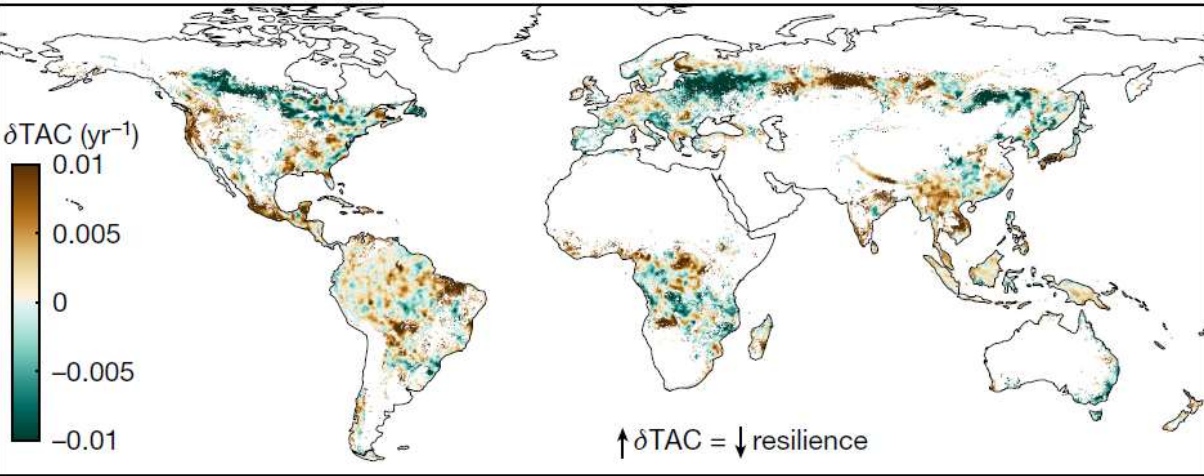 δTAC (yr⁻¹)
0.01
0.005
0
−0.005
−0.01
↑ δTAC = ↓ resilience